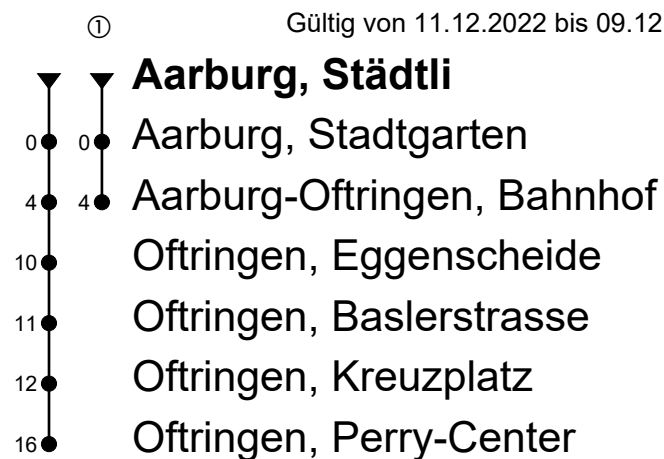 ① Gültig von 11.12.2022 bis 09.12
Aarburg, Städtli
0 0 Aarburg, Stadtgarten
4 4 Aarburg-Oftringen, Bahnhof
10 Oftringen, Eggenscheide
11 Oftringen, Baslerstrasse
12 Oftringen, Kreuzplatz
16 Oftringen, Perry-Center